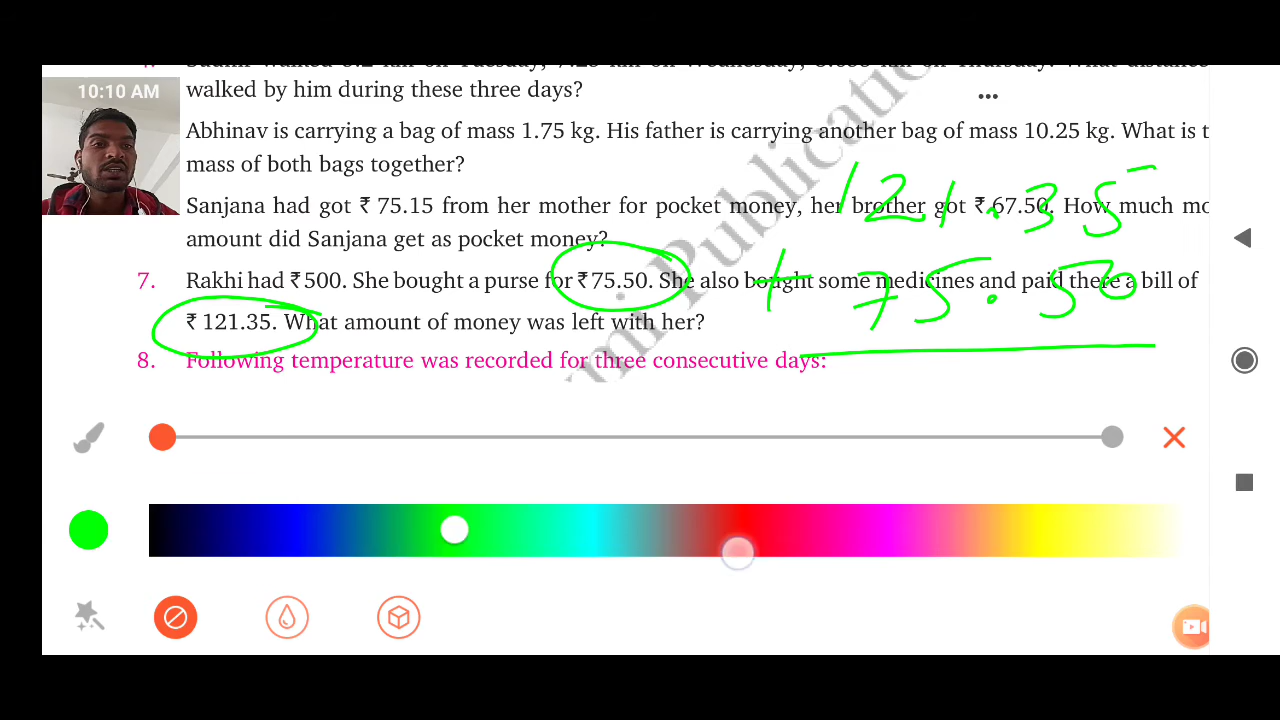 10:10 AM
walked by him during these three days?
Abhinav is carrying a bag of mass 1.75 kg. His father is carrying another bag of mass 10.25 kg. What is t
mass of both bags together?
Sanjana had got ₹ 75.15 from her mother for pocket money, her brother got ₹ 67.50. How much mo
amount did Sanjana get as pocket money?
7. Rakhi had ₹ 500. She bought a purse for ₹ 75.50. She also bought some medicines and paid there a bill of
₹ 121.35. What amount of money was left with her?
8. Following temperature was recorded for three consecutive days:
121.35
+ 75.50